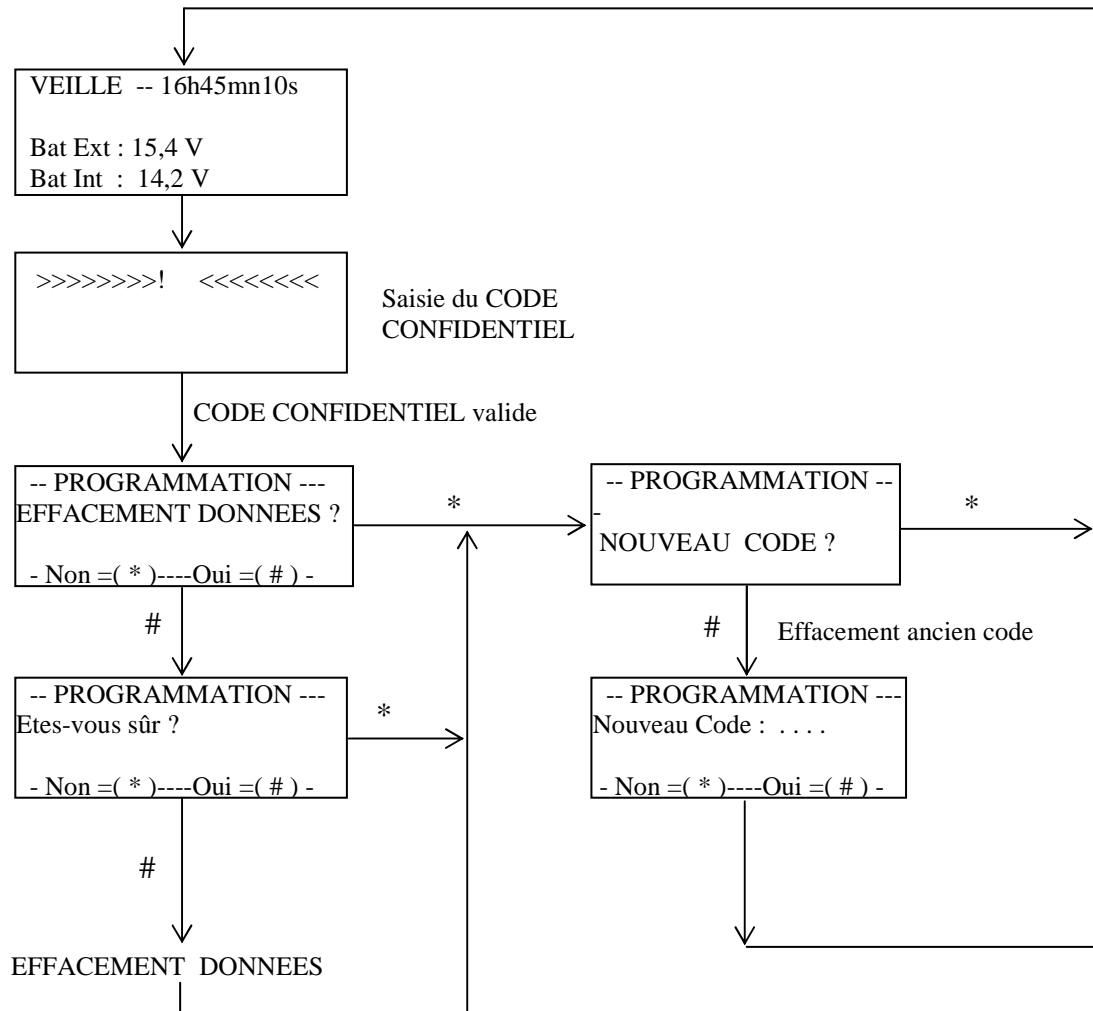 VEILLE -- 16h45mn10s
Bat Ext : 15,4 V
Bat Int : 14,2 V
>>>>>>>>! <<<<<<<<
Saisie du CODE
CONFIDENTIEL
CODE CONFIDENTIEL valide
-- PROGRAMMATION ---
EFFACEMENT DONNEES ?
- Non =( * )----Oui =( # ) -
*
-- PROGRAMMATION --
-
NOUVEAU CODE ?
*
#
# Effacement ancien code
-- PROGRAMMATION ---
Etes-vous sûr ?
- Non =( * )----Oui =( # ) -
*
-- PROGRAMMATION ---
Nouveau Code : . . . .
- Non =( * )----Oui =( # ) -
#
EFFACEMENT DONNEES